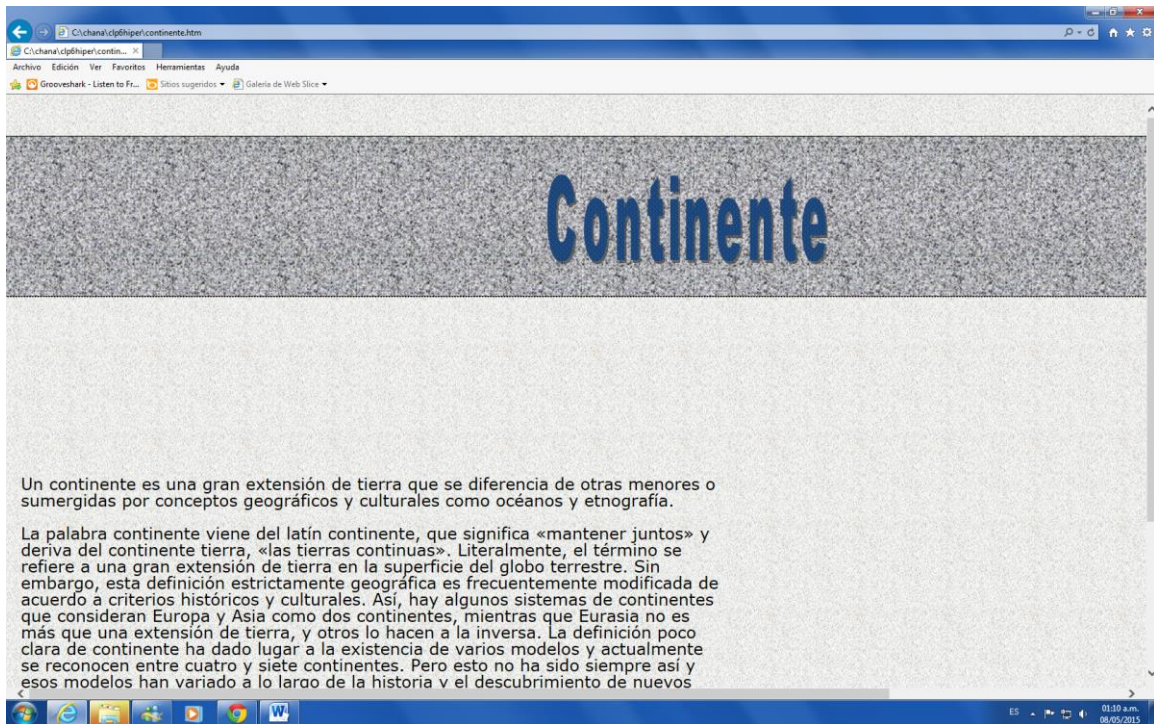 C:\chana\clp6hiper\continente.htm
C:\chana\clp6hiper\contin...
Archivo Edición Ver Favoritos Herramientas Ayuda
Grooveshark - Listen to Fr... Sitios sugeridos Galería de Web Slice
Continente
Un continente es una gran extensión de tierra que se diferencia de otras menores o
sumergidas por conceptos geográficos y culturales como océanos y etnografía.
La palabra continente viene del latín continente, que significa «mantener juntos» y
deriva del continente tierra, «las tierras continuas». Literalmente, el término se
refiere a una gran extensión de tierra en la superficie del globo terrestre. Sin
embargo, esta definición estrictamente geográfica es frecuentemente modificada de
acuerdo a criterios históricos y culturales. Así, hay algunos sistemas de continentes
que consideran Europa y Asia como dos continentes, mientras que Eurasia no es
más que una extensión de tierra, y otros lo hacen a la inversa. La definición poco
clara de continente ha dado lugar a la existencia de varios modelos y actualmente
se reconocen entre cuatro y siete continentes. Pero esto no ha sido siempre así y
esos modelos han variado a lo largo de la historia y el descubrimiento de nuevos
ES 01:10 a.m.
08/05/2015